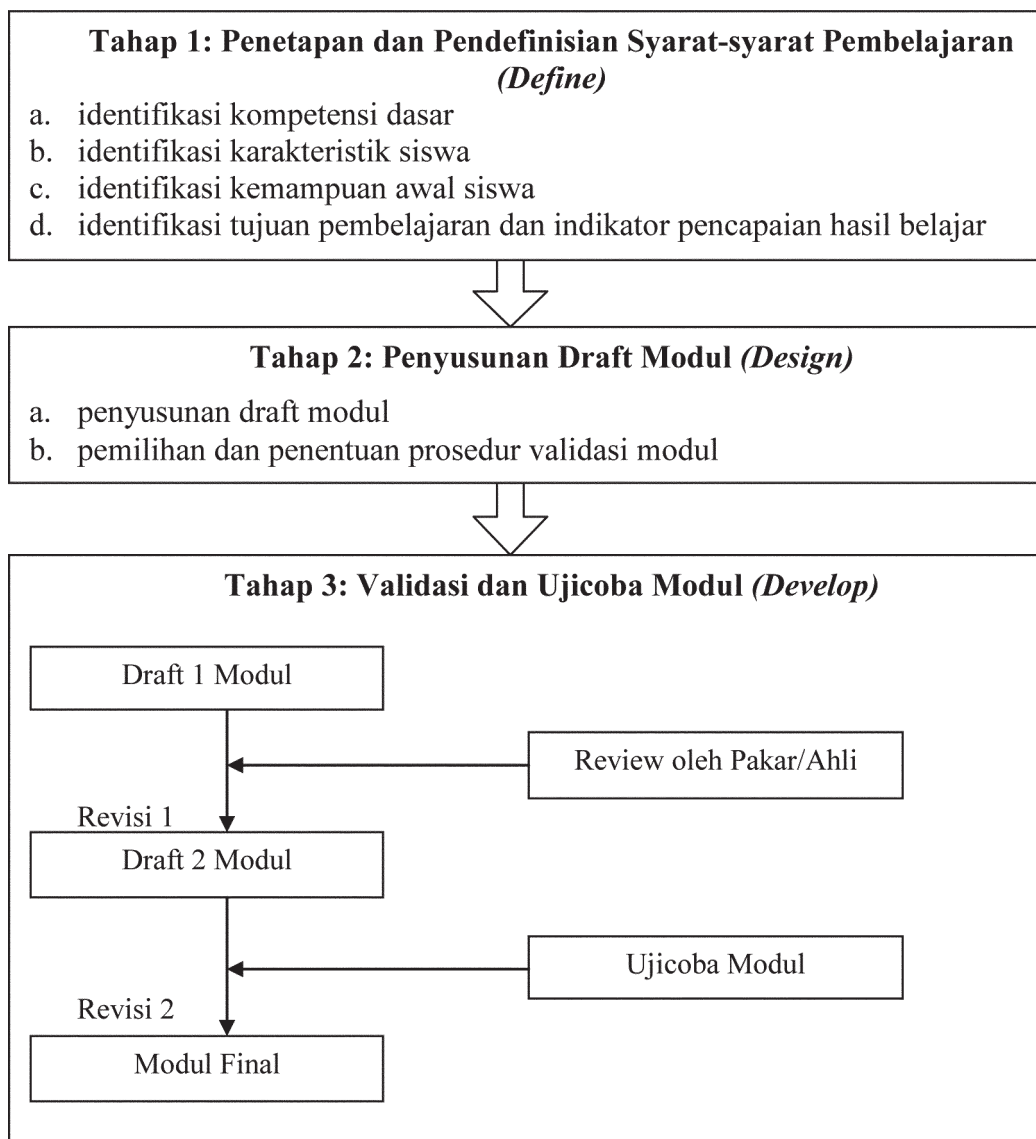 Tahap 1: Penetapan dan Pendefinisian Syarat-syarat Pembelajaran
(Define)
a. identifikasi kompetensi dasar
b. identifikasi karakteristik siswa
c. identifikasi kemampuan awal siswa
d. identifikasi tujuan pembelajaran dan indikator pencapaian hasil belajar
Tahap 2: Penyusunan Draft Modul (Design)
a. penyusunan draft modul
b. pemilihan dan penentuan prosedur validasi modul
Tahap 3: Validasi dan Ujicoba Modul (Develop)
Draft 1 Modul
Review oleh Pakar/Ahli
Revisi 1
Draft 2 Modul
Ujicoba Modul
Revisi 2
Modul Final